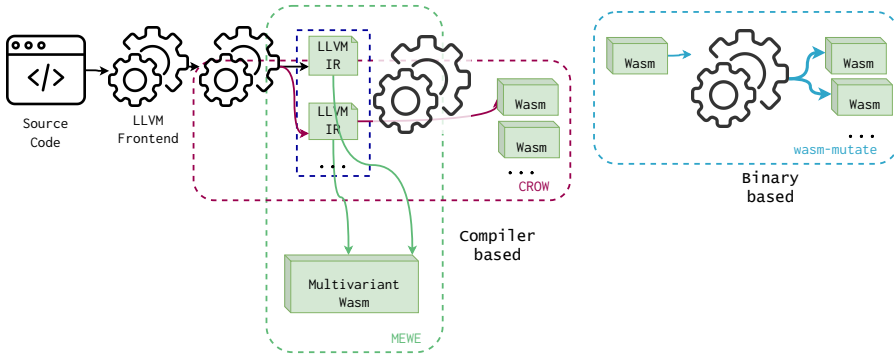 Source
Code
LLVM
Frontend
LLVM
IR
LLVM
IR
...
Wasm
Wasm
...
CROW
Compiler
based
Multivariant
Wasm
MEWE
Wasm
Wasm
Wasm
...
wasm-mutate
Binary
based